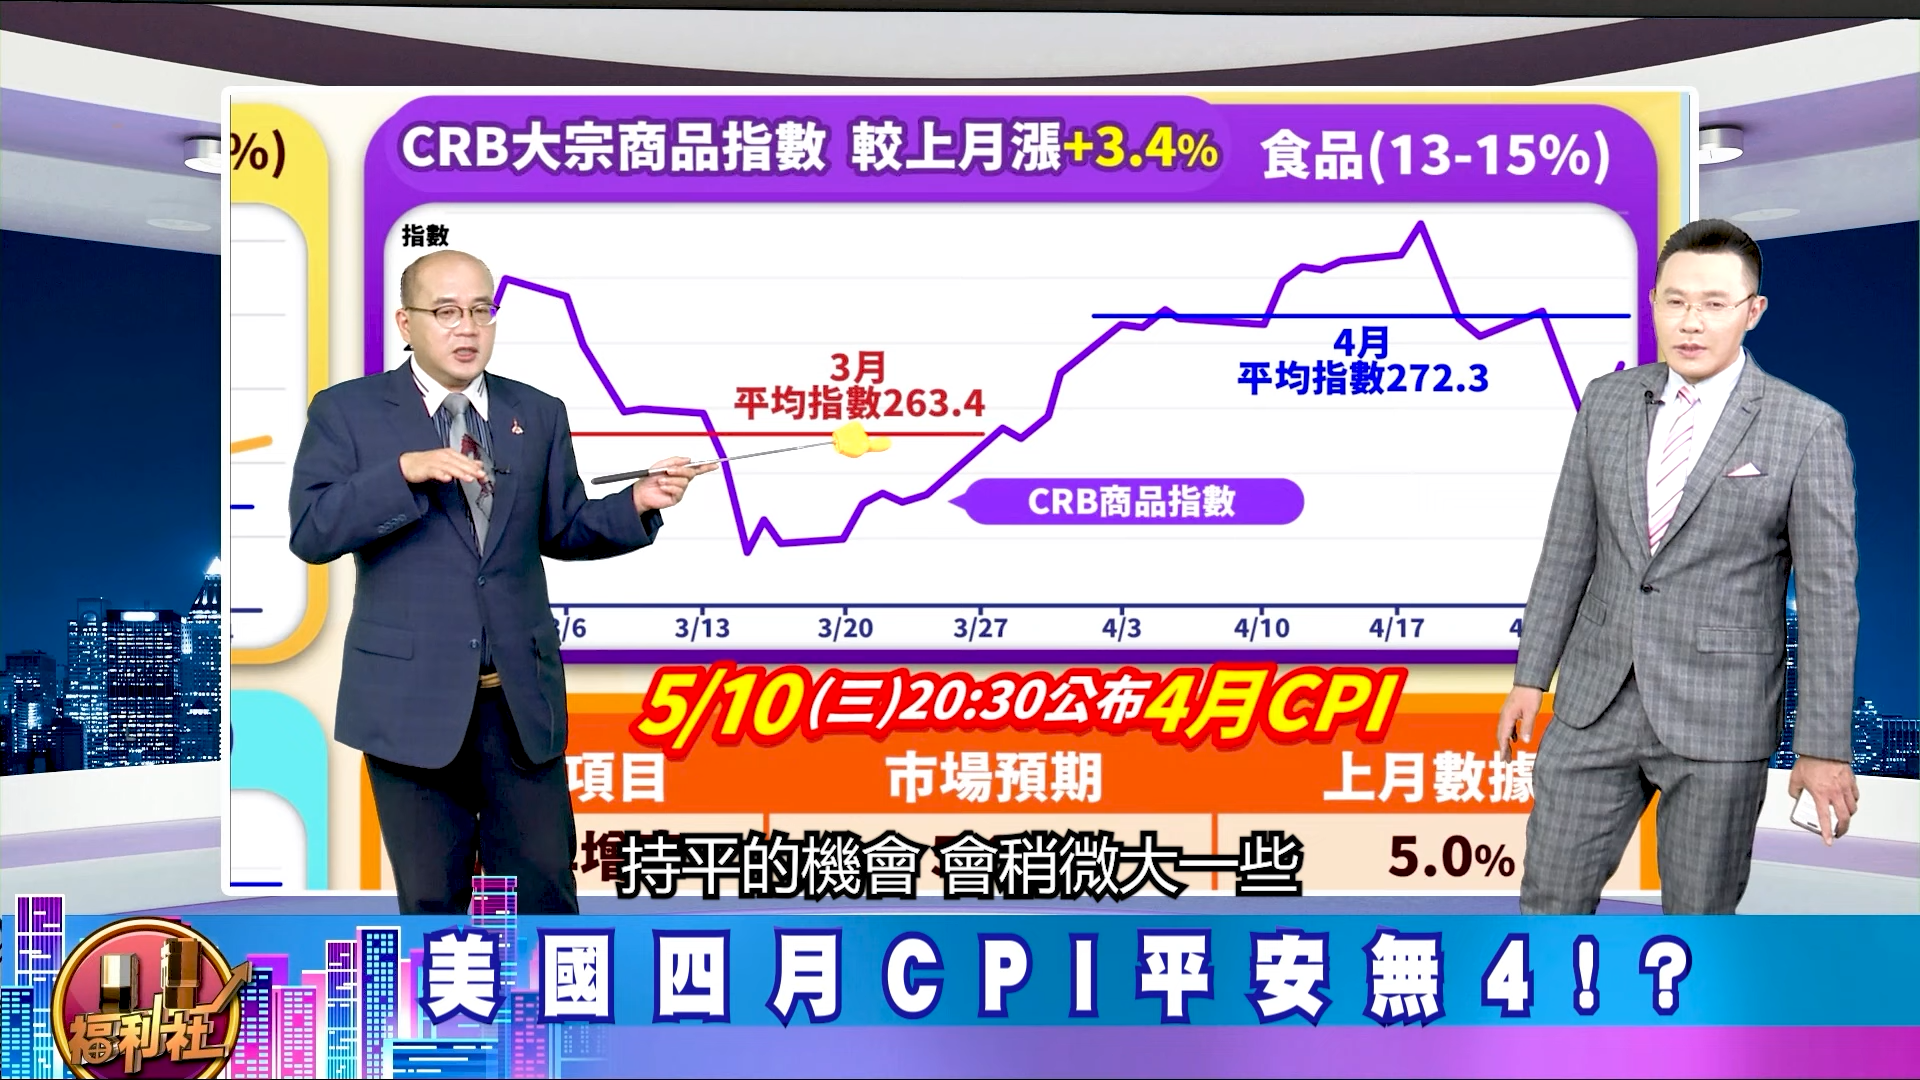 %)
CRB大宗商品指數 較上月漲+3.4%
食品(13-15%)
指數
3月
平均指數263.4
4月
平均指數272.3
CRB商品指數
3/13
3/20
3/27
4/3
4/10
4/17
5/10(三)20:30公布4月CPI
項目
市場預期
上月數據
增
5.0%
持平的機會 會稍微大一些
美國四月CPI平安無4!?
福利社